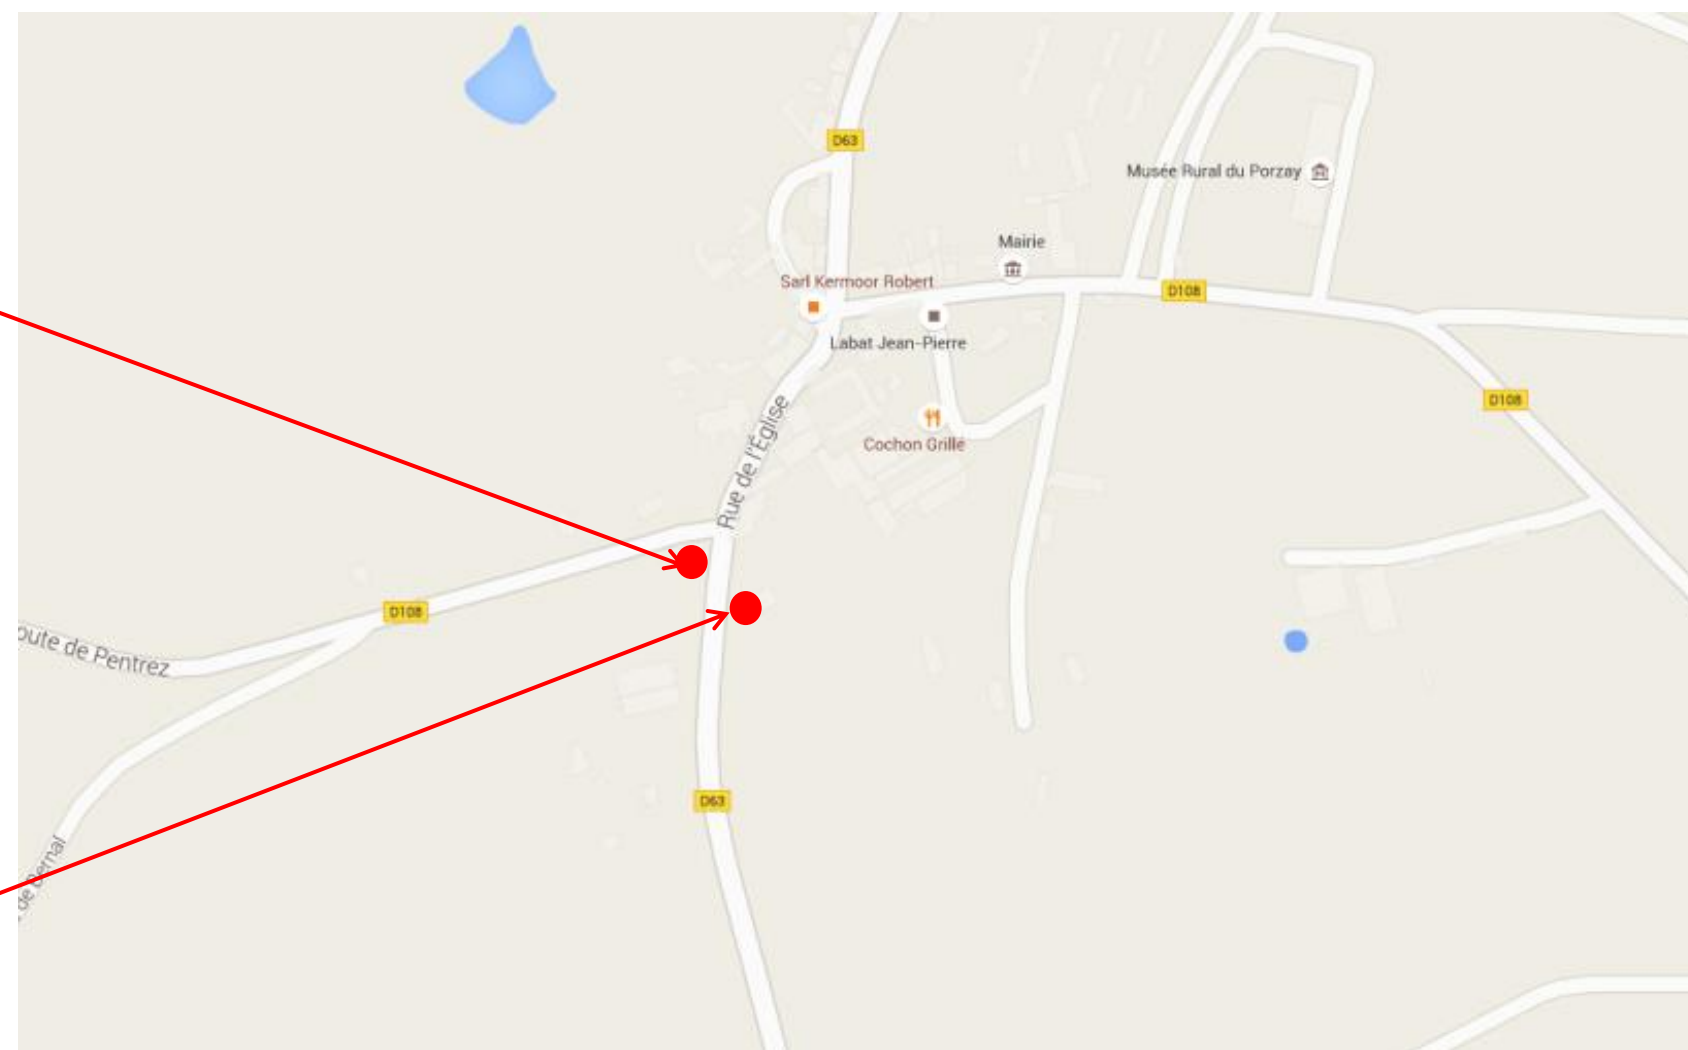 D63
Musée Rural du Porzay
Mairie
Sarl Kermoor Robert
D108
Labat Jean-Pierre
D108
Rue de l'Église
Cochon Grillé
D108
oute de Pentrez
D63
de Bernal